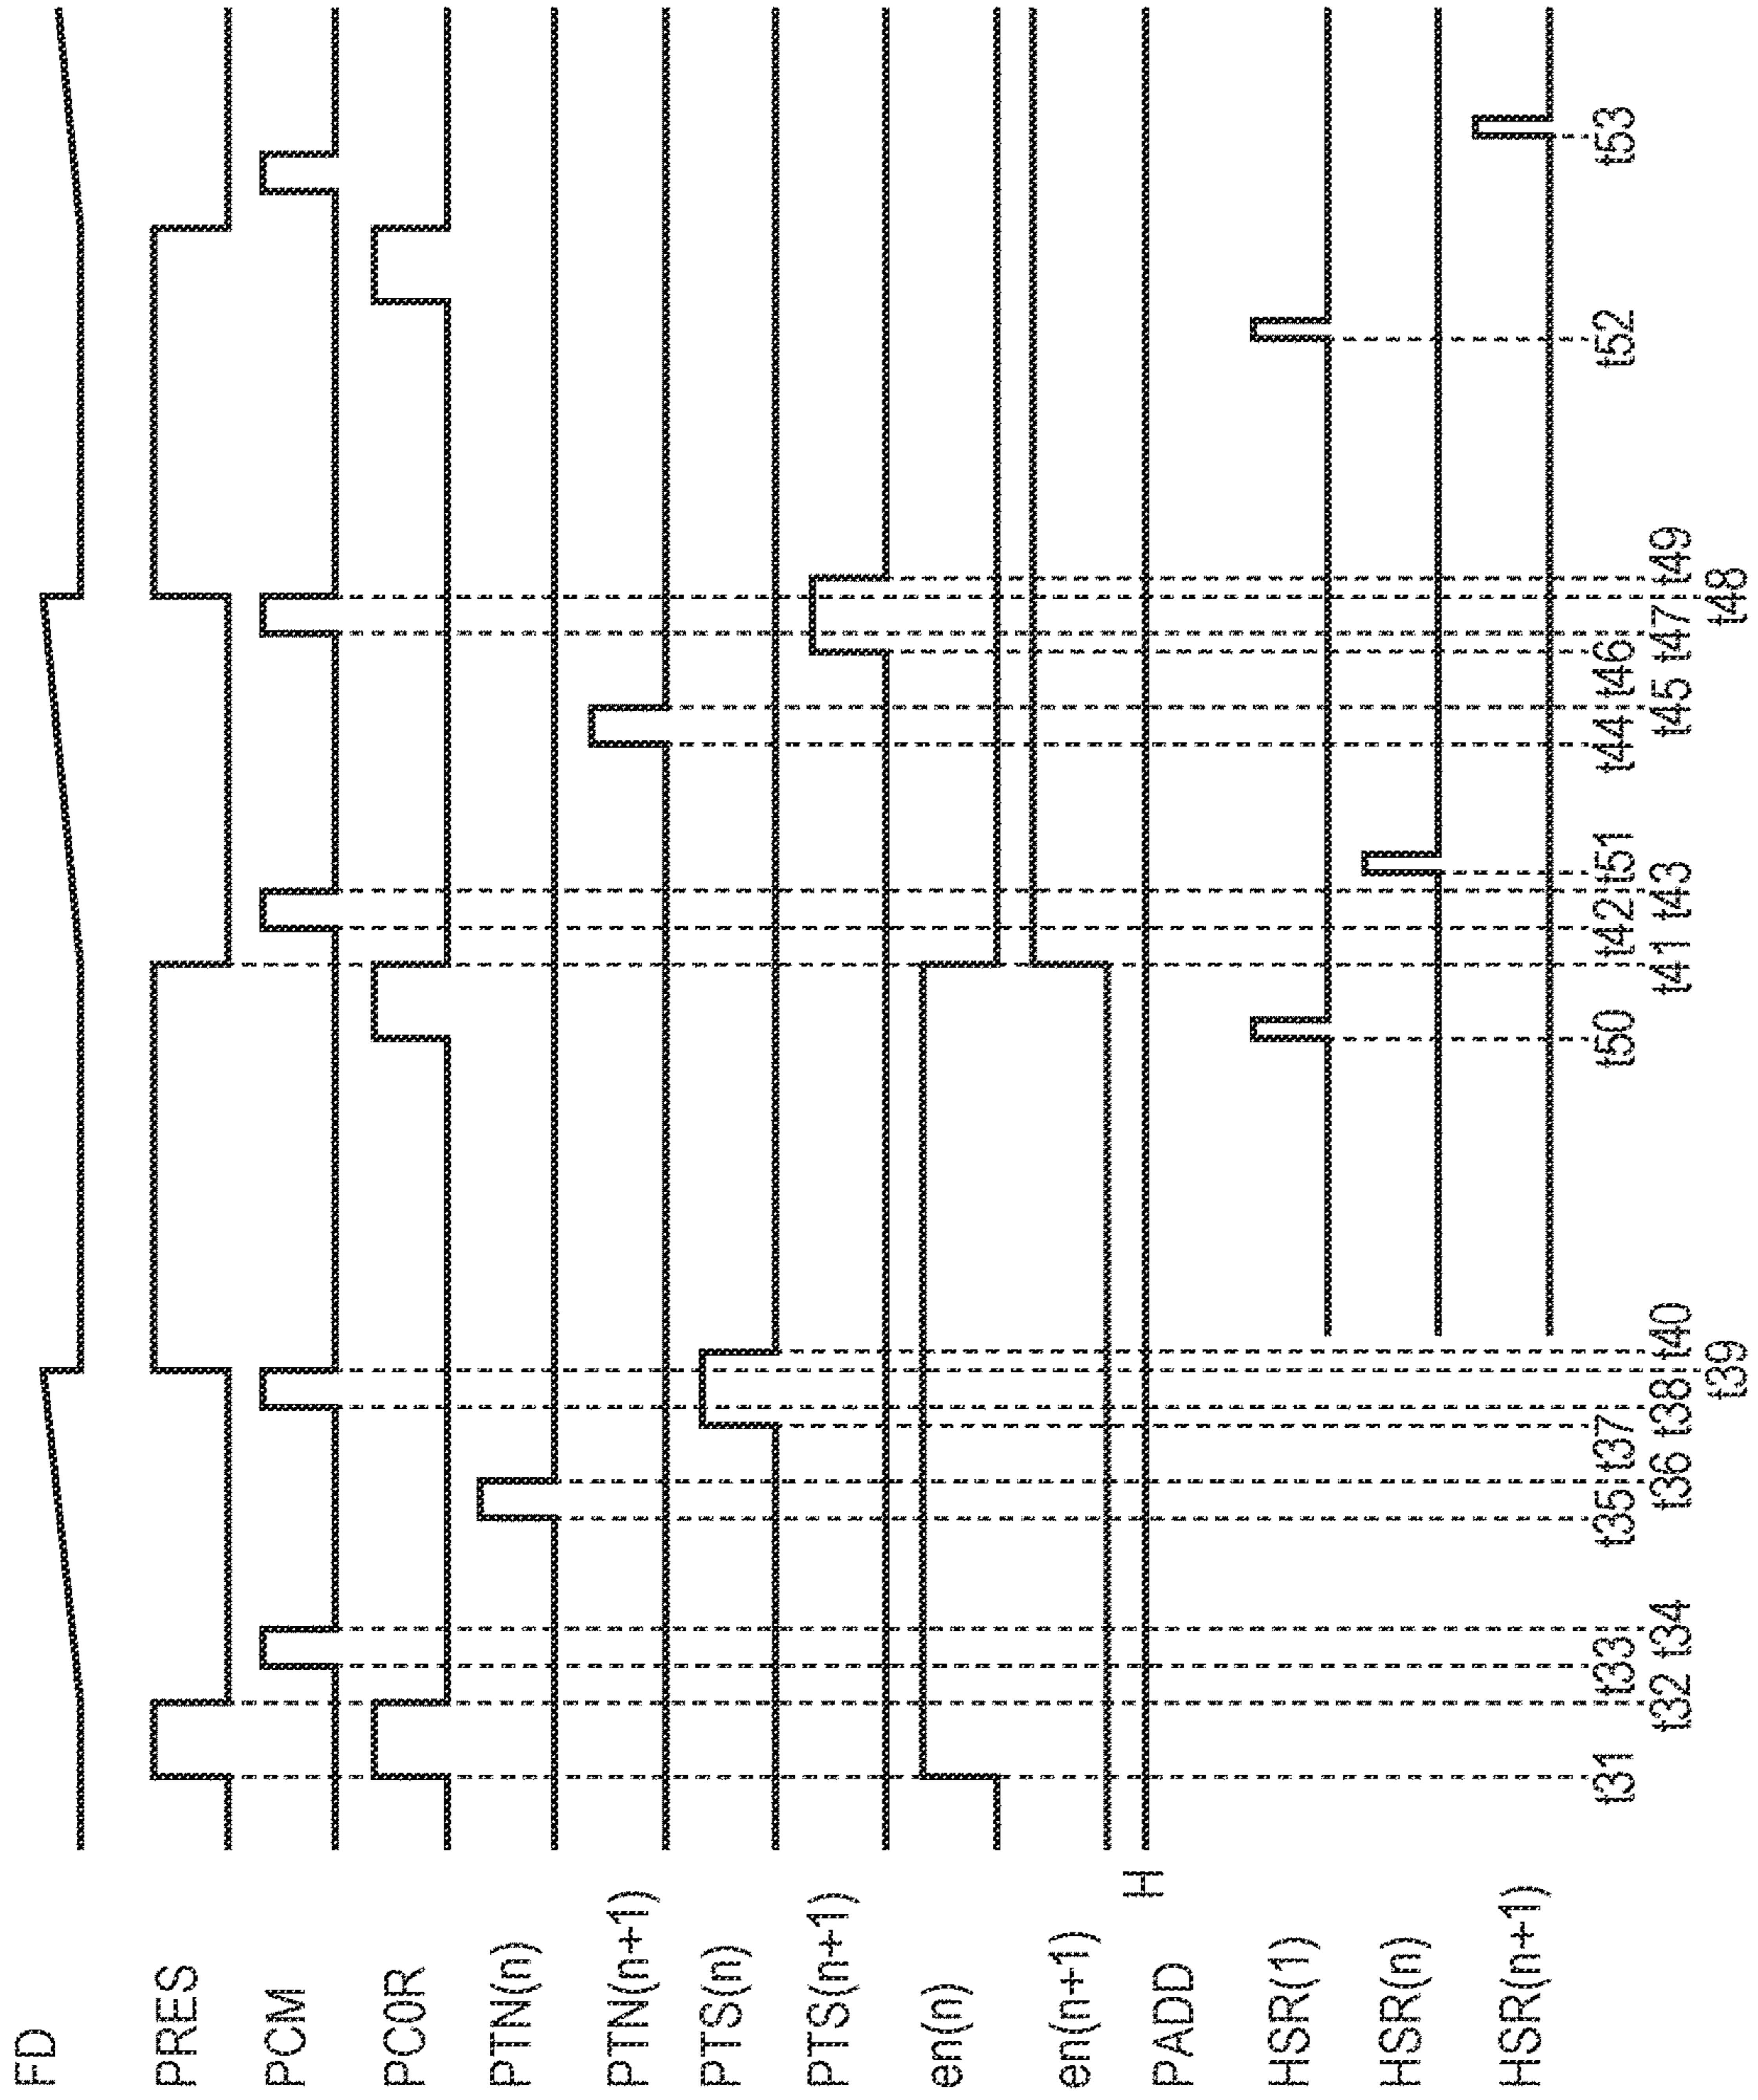 FD
PRES
PCM
PC0R
PTN(n)
PTN(n+1)
PTS(n)
PTS(n+1)
en(n)
en(n+1)
PADD
H
HSR(1)
HSR(n)
HSR(n+1)
t31 t33 t35 t37 t50 t42 t51 t44 t46 t52 t53
t32 t34 t36 t38 t40 t41 t43 t45 t47 t49
t39 t48